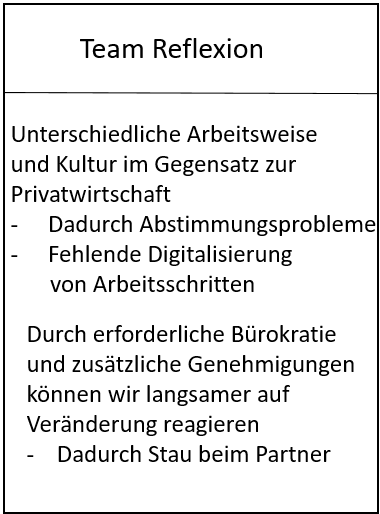 Team Reflexion
Unterschiedliche Arbeitsweise
und Kultur im Gegensatz zur
Privatwirtschaft
- Dadurch Abstimmungsprobleme
- Fehlende Digitalisierung
von Arbeitsschritten
Durch erforderliche Bürokratie
und zusätzliche Genehmigungen
können wir langsamer auf
Veränderung reagieren
- Dadurch Stau beim Partner